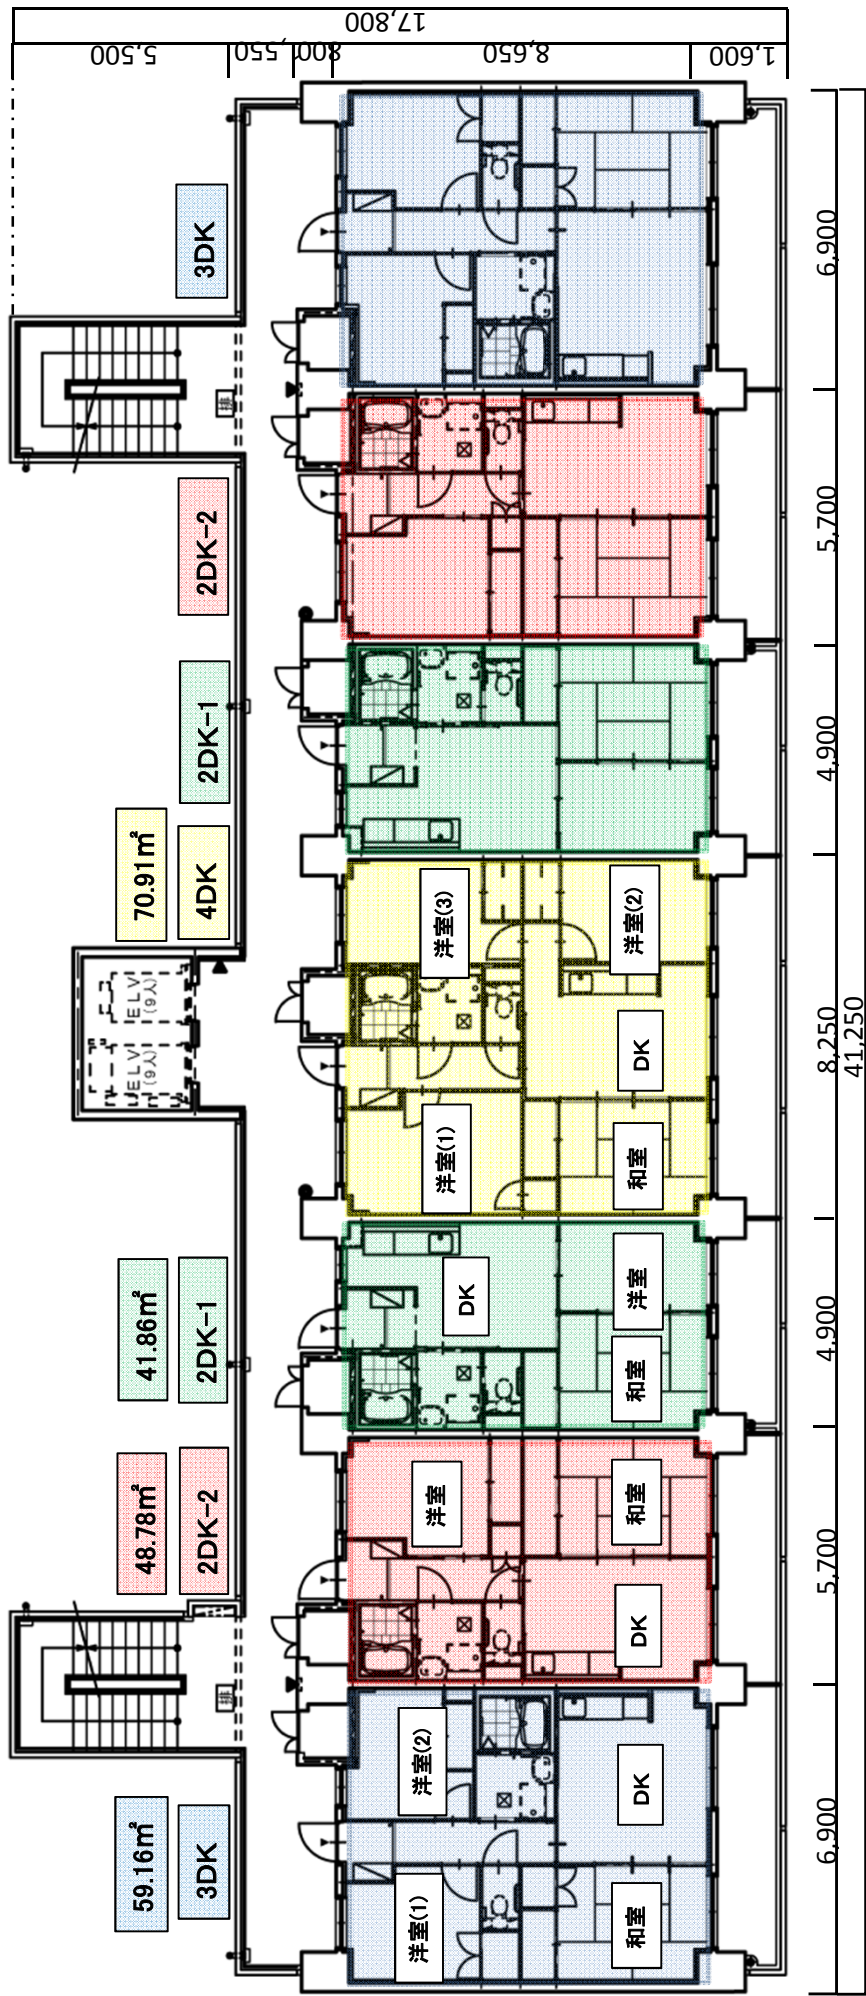 17,800
5,500
1,550
800
8,650
1,600
59.16㎡
3DK
48.78㎡
2DK-2
41.86㎡
2DK-1
70.91㎡
4DK
2DK-1
2DK-2
3DK
排
ELV
(9人)
ELV
(9人)
排
洋室(1)
洋室(2)
和室
DK
洋室
DK
和室
DK
和室
洋室
洋室(1)
洋室(3)
和室
DK
洋室(2)
6,900
5,700
4,900
8,250
4,900
5,700
6,900
41,250